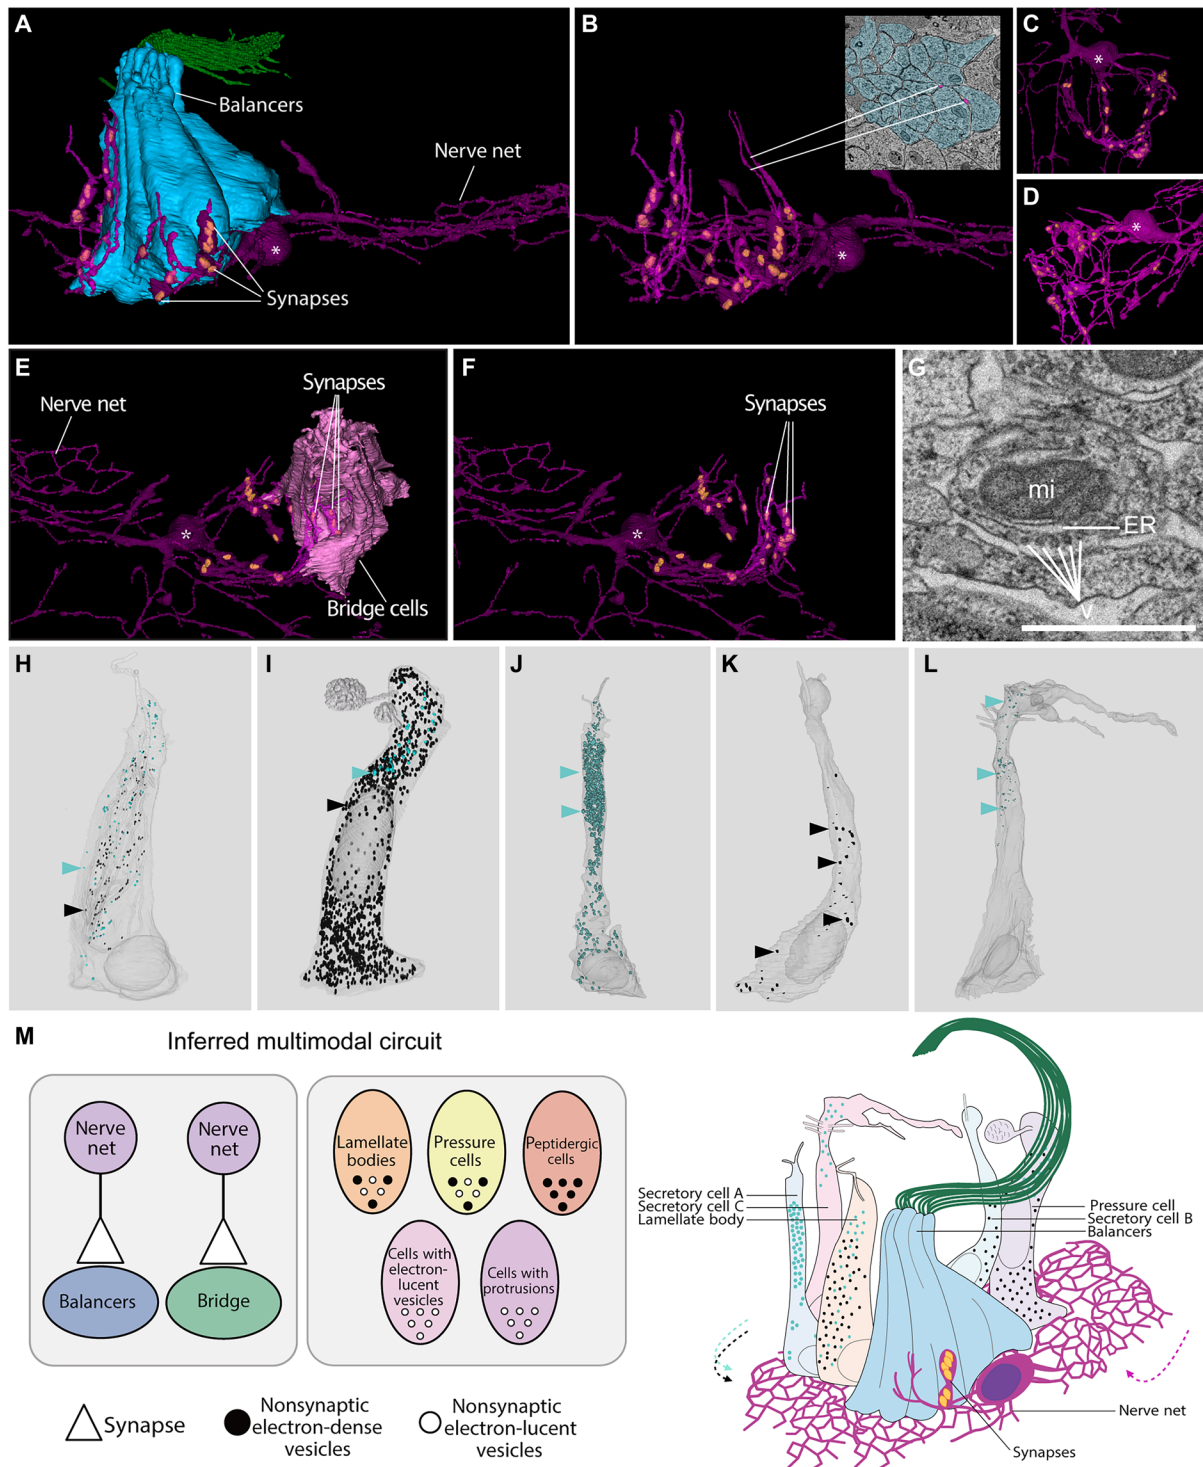 A
Balancers
Nerve net
*
Synapses
B
*
C
*
D
*
E
Synapses
Nerve net
*
Bridge cells
F
Synapses
*
G
mi
ER
v
H
I
J
K
L
M
Inferred multimodal circuit
Nerve
net
Nerve
net
Balancers
Bridge
Lamellate
bodies
Pressure
cells
Peptidergic
cells
Cells with
electron-
lucent
vesicles
Cells with
protrusions
Synapse
Nonsynaptic
electron-dense
vesicles
Nonsynaptic
electron-lucent
vesicles
Secretory cell A
Secretory cell C
Lamellate body
Pressure cell
Secretory cell B
Balancers
Nerve net
Synapses